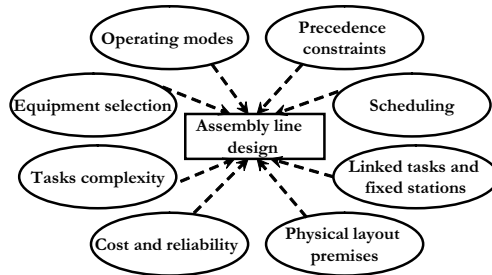 Operating modes
Precedence
constraints
Equipment selection
Scheduling
Assembly line
design
Tasks complexity
Linked tasks and
fixed stations
Cost and reliability
Physical layout
premises